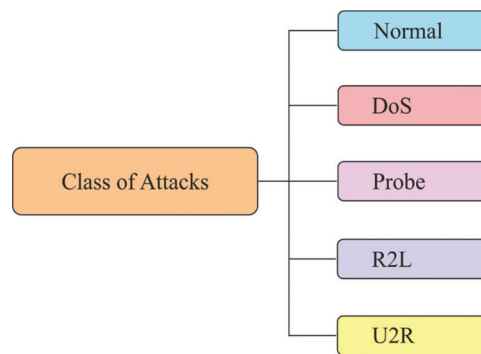 Normal
DoS
Class of Attacks
Probe
R2L
U2R